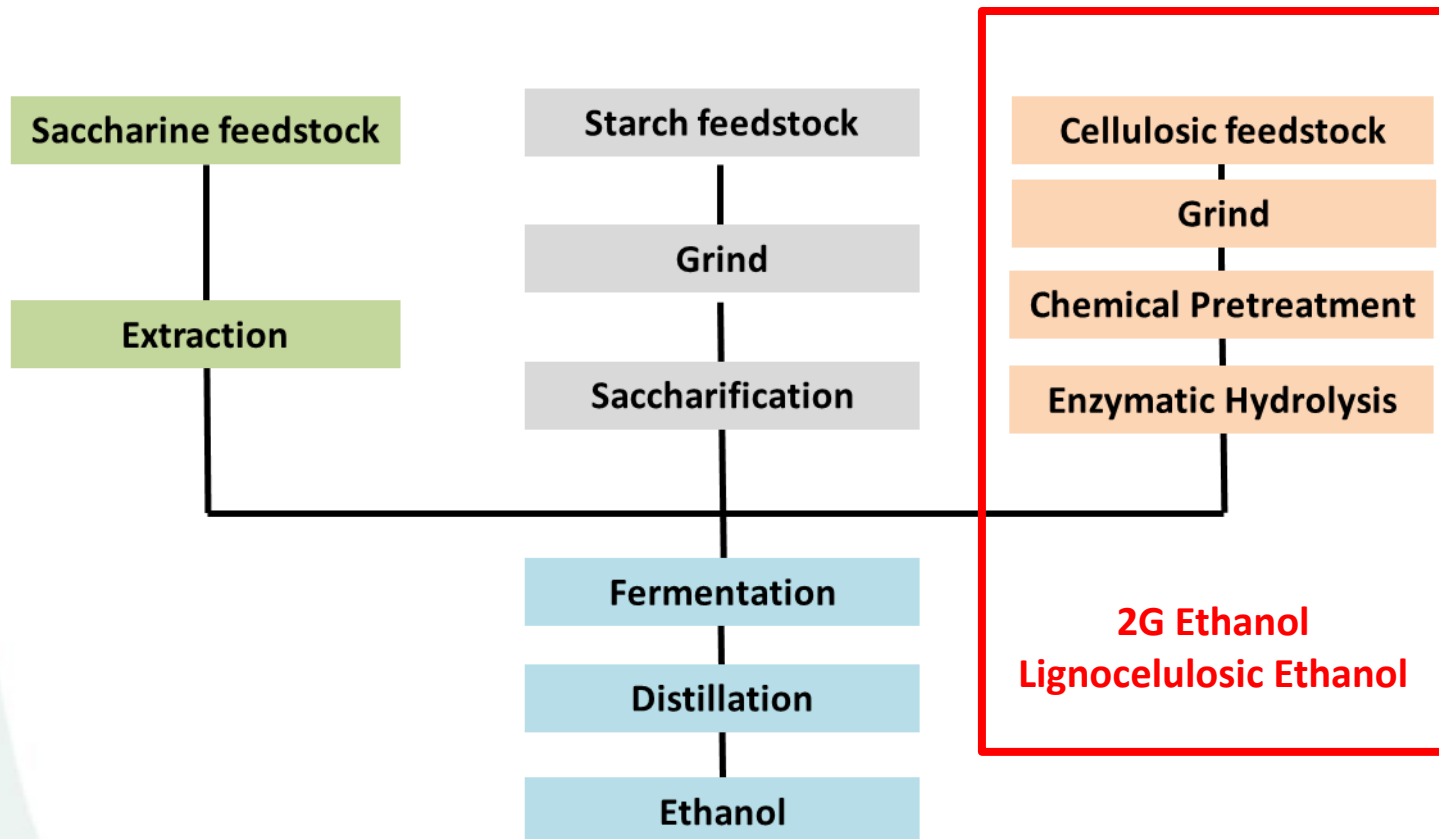 Saccharine feedstock
Extraction
Starch feedstock
Grind
Saccharification
Cellulosic feedstock
Grind
Chemical Pretreatment
Enzymatic Hydrolysis
2G Ethanol
Lignocelulosic Ethanol
Fermentation
Distillation
Ethanol